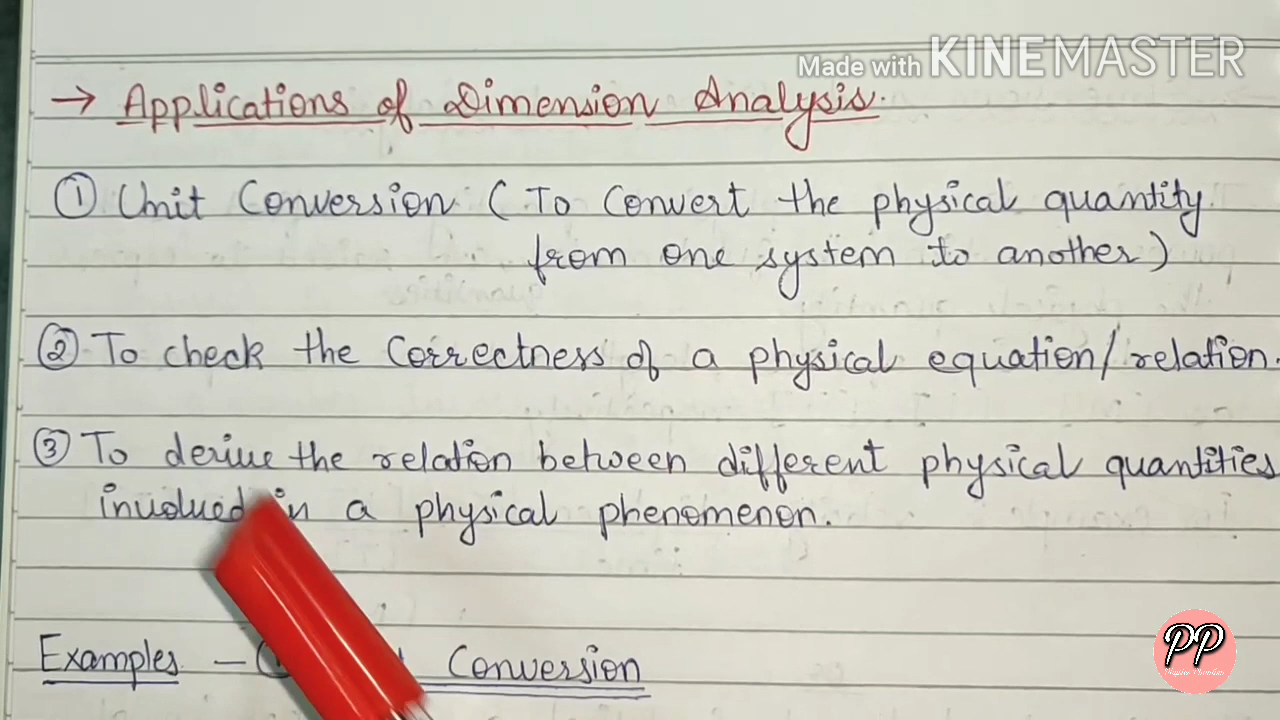 Made with KINEMASTER
→ Applications of Dimension Analysis.
① Unit Conversion (To Convert the physical quantity
from one system to another)
② To check the Correctness of a physical equation/relation.
③ To derive the relation between different physical quantities
involved in a physical phenomenon.
Examples - Conversion
PP